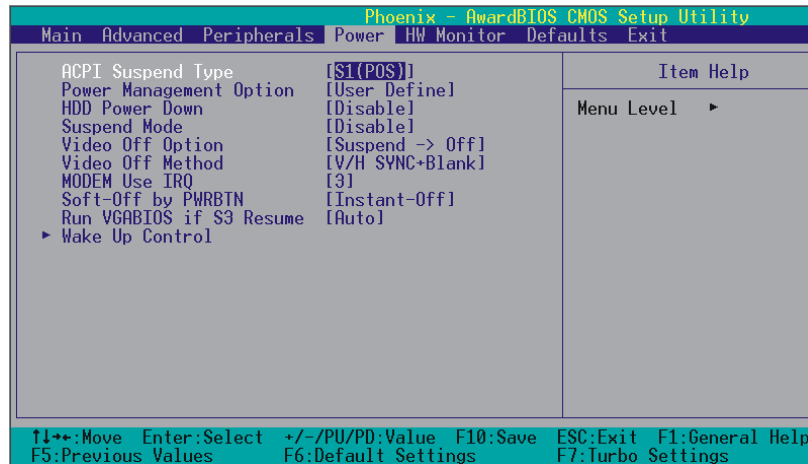 Phoenix - AwardBIOS CMOS Setup Utility
Main Advanced Peripherals Power HW Monitor Defaults Exit
ACPI Suspend Type [S1(POS)]
Power Management Option [User Define]
HDD Power Down [Disable]
Suspend Mode [Disable]
Video Off Option [Suspend -> Off]
Video Off Method [V/H SYNC+Blank]
MODEM Use IRQ [3]
Soft-Off by PWRBTN [Instant-Off]
Run VGABIOS if S3 Resume [Auto]
► Wake Up Control
Item Help
Menu Level ►
↑↓→←:Move Enter:Select +/-/PU/PD:Value F10:Save ESC:Exit F1:General Help
F5:Previous Values F6:Default Settings F7:Turbo Settings